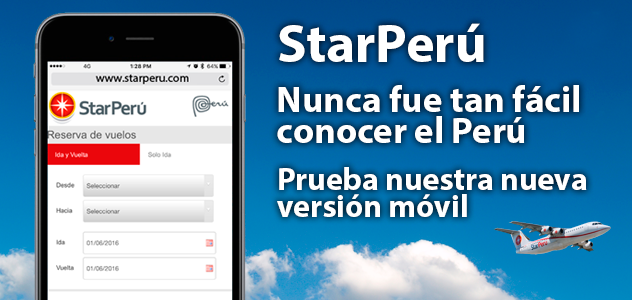 4G 1:28 PM 64%
www.starperu.com
StarPerú Perú
Reserva de vuelos
Ida y Vuelta Solo Ida
Desde Seleccionar
Hacia Seleccionar
Ida 01/06/2016
Vuelta 01/06/2016
StarPerú
Nunca fue tan fácil
conocer el Perú
Prueba nuestra nueva
versión móvil
StarPerú